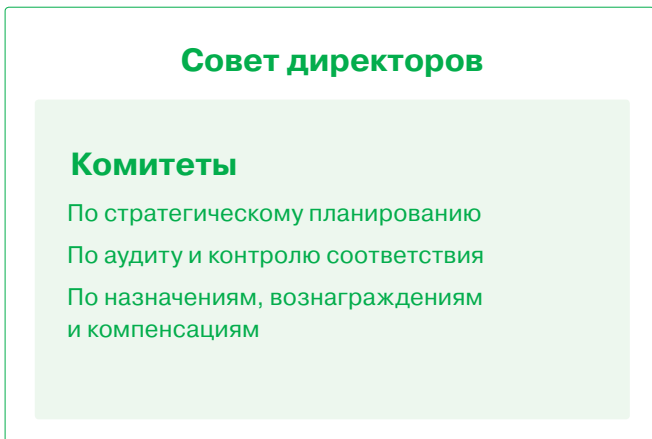 Совет директоров
Комитеты
По стратегическому планированию
По аудиту и контролю соответствия
По назначениям, вознаграждениям
и компенсациям